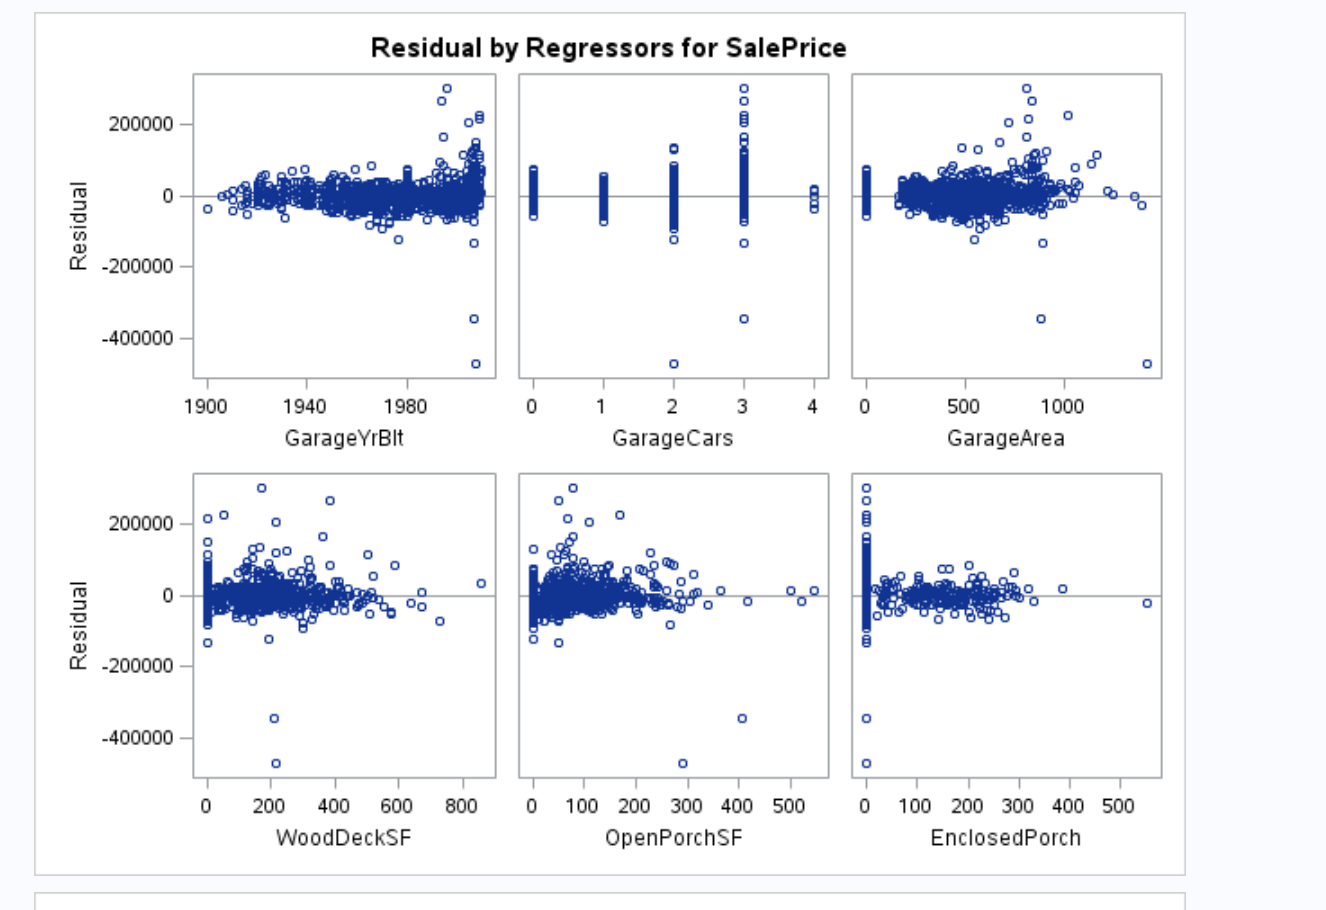 Residual by Regressors for SalePrice
Residual
200000
0
-200000
-400000
1900 1940 1980
GarageYrBlt
0 1 2 3 4
GarageCars
0 500 1000
GarageArea
Residual
200000
0
-200000
-400000
0 200 400 600 800
WoodDeckSF
0 100 200 300 400 500
OpenPorchSF
0 100 200 300 400 500
EnclosedPorch